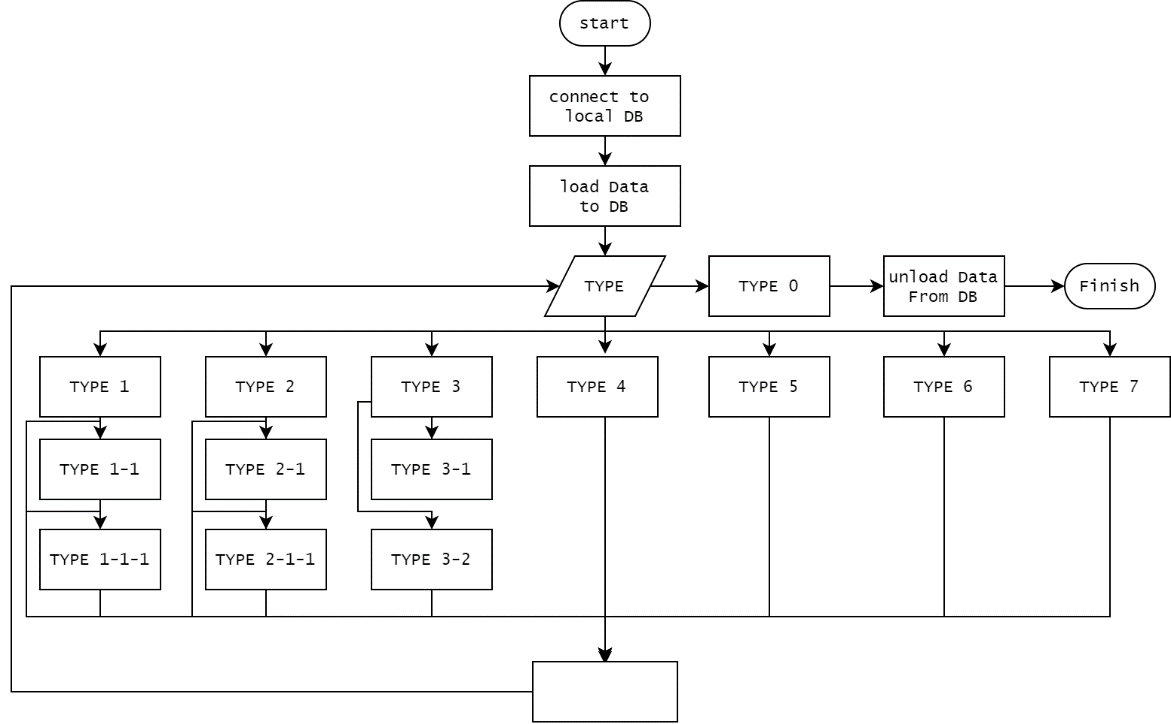 start
connect to
local DB
load Data
to DB
TYPE
TYPE 0
unload Data
From DB
Finish
TYPE 1
TYPE 2
TYPE 3
TYPE 4
TYPE 5
TYPE 6
TYPE 7
TYPE 1-1
TYPE 2-1
TYPE 3-1
TYPE 1-1-1
TYPE 2-1-1
TYPE 3-2